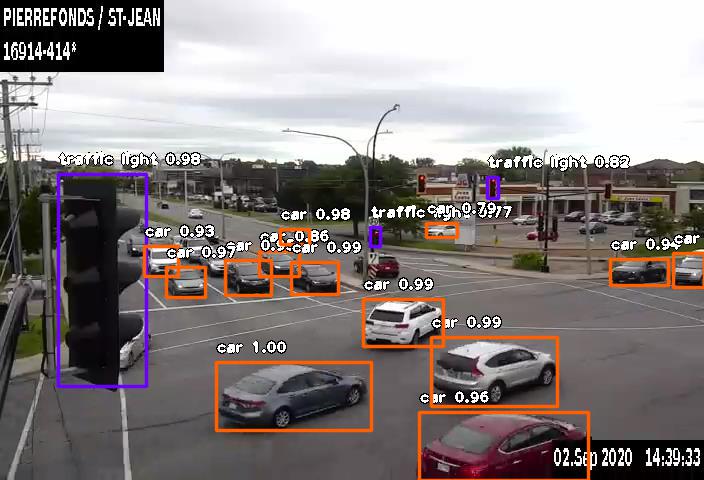 PIERREFONDS / ST-JEAN
16914-414*
traffic light 0.98
traffic light 0.82
car 0.98
car 0.79
car 0.93
car 0.86
car 0.97
car 0.99
car 0.94
car
car 0.99
car 0.99
car 1.00
car 0.96
02.Sep 2020 14:39:33